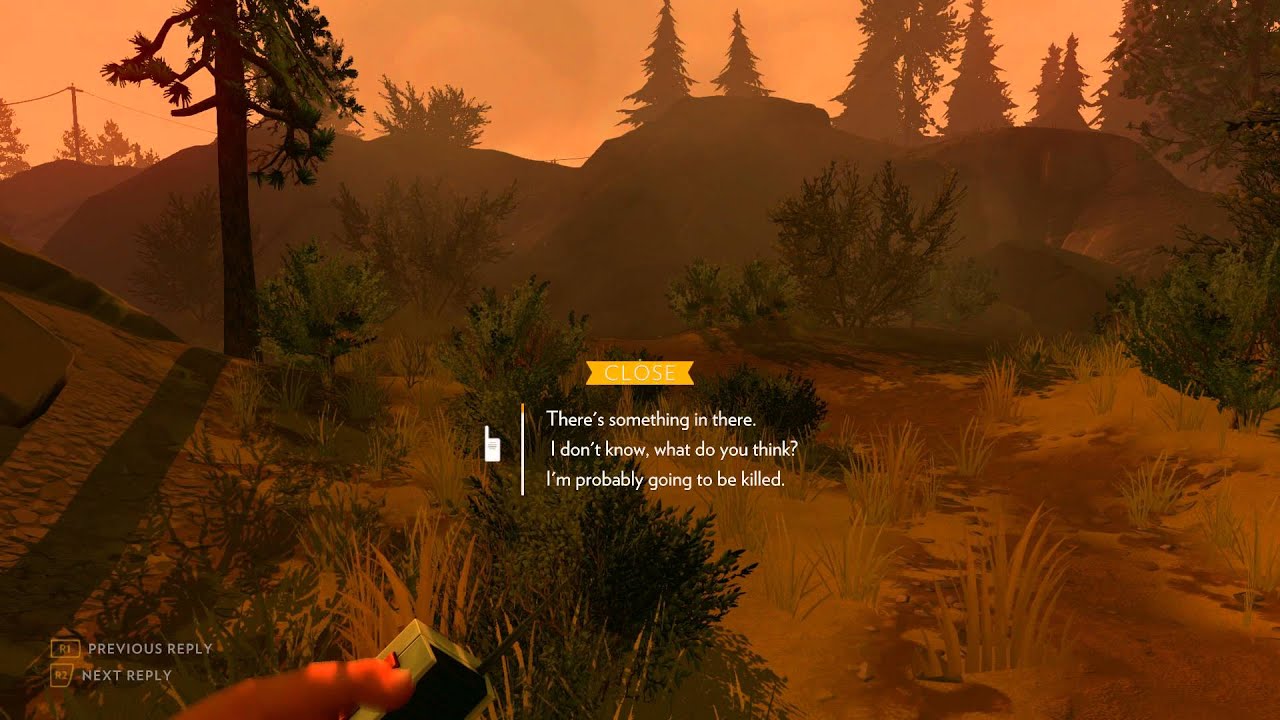 CLOSE
There's something in there.
I don't know, what do you think?
I'm probably going to be killed.
R1 PREVIOUS REPLY
R2 NEXT REPLY